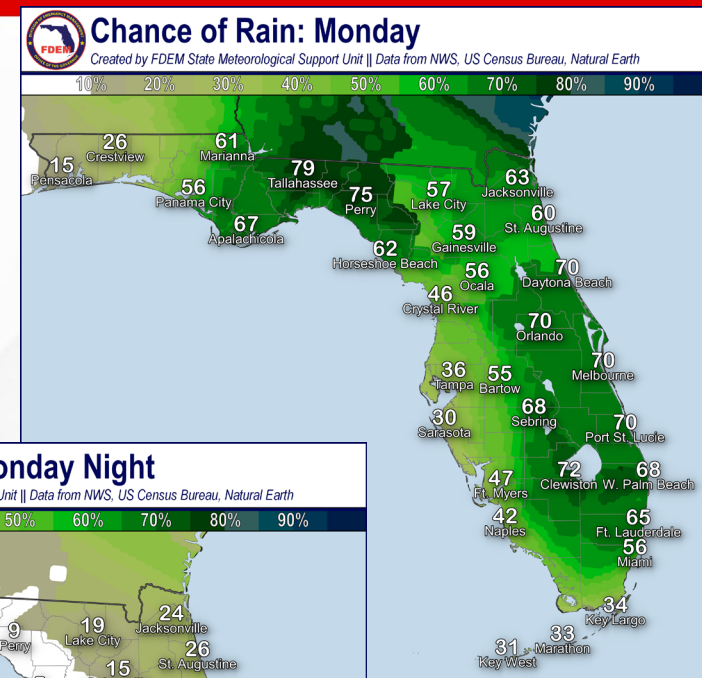 Chance of Rain: Monday
Created by FDEM State Meteorological Support Unit || Data from NWS, US Census Bureau, Natural Earth
FDEM
10% 20% 30% 40% 50% 60% 70% 80% 90%
26
Crestview
61
Marianna
15
Pensacola
79
Tallahassee
63
Jacksonville
56
Panama City
75
Perry
57
Lake City
60
St. Augustine
67
Apalachicola
59
Gainesville
62
Horseshoe Beach
56
Ocala
70
Daytona Beach
46
Crystal River
70
Orlando
36
Tampa
55
Bartow
70
Melbourne
30
Sarasota
68
Sebring
70
Port St. Lucie
72
Clewiston
68
W. Palm Beach
47
Ft. Myers
42
Naples
65
Ft. Lauderdale
56
Miami
34
Key Largo
33
Marathon
31
Key West
onday Night
Unit || Data from NWS, US Census Bureau, Natural Earth
50% 60% 70% 80% 90%
9
Perry
19
Lake City
24
Jacksonville
26
St. Augustine
15